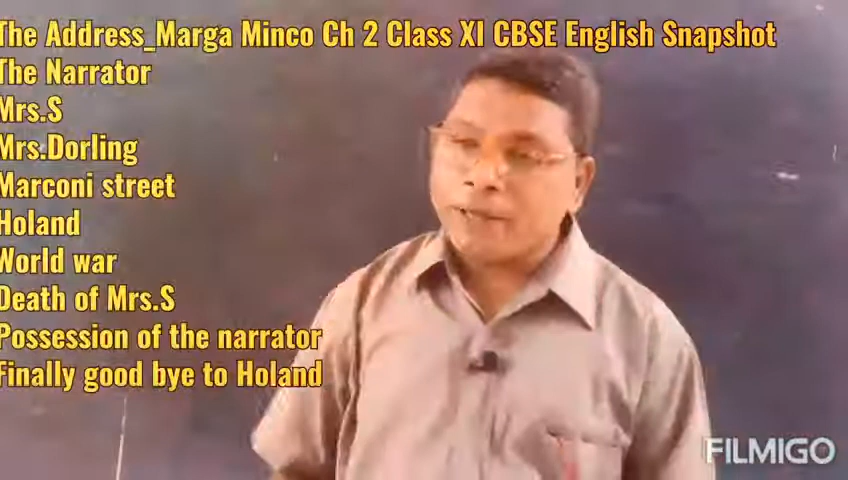 The Address_Marga Minco Ch 2 Class XI CBSE English Snapshot
The Narrator
Mrs.S
Mrs.Dorling
Marconi street
Holand
World war
Death of Mrs.S
Possession of the narrator
Finally good bye to Holand
FILMIGO